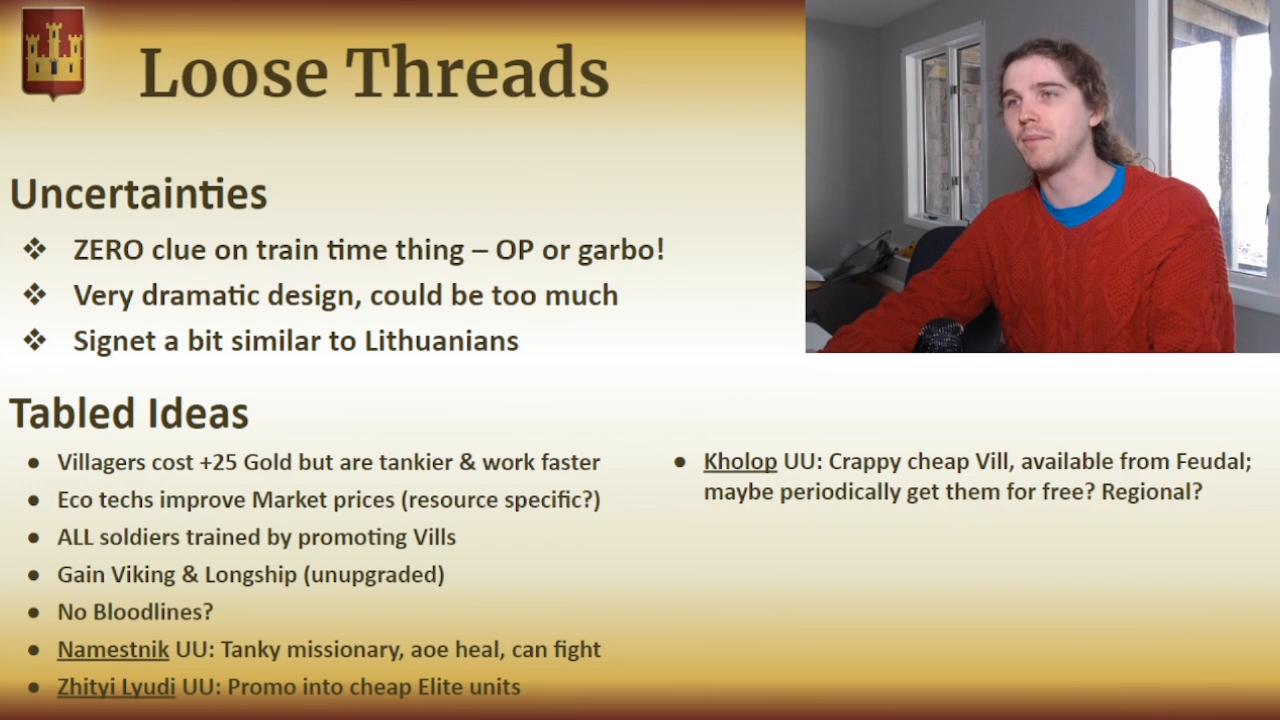 Loose Threads
Uncertainties
ZERO clue on train time thing – OP or garbo!
Very dramatic design, could be too much
Signet a bit similar to Lithuanians
Tabled Ideas
Villagers cost +25 Gold but are tankier & work faster
Eco techs improve Market prices (resource specific?)
ALL soldiers trained by promoting Vills
Gain Viking & Longship (unupgraded)
No Bloodlines?
Namestnik UU: Tanky missionary, aoe heal, can fight
Zhityi Lyudi UU: Promo into cheap Elite units
Kholop UU: Crappy cheap Vill, available from Feudal;
maybe periodically get them for free? Regional?